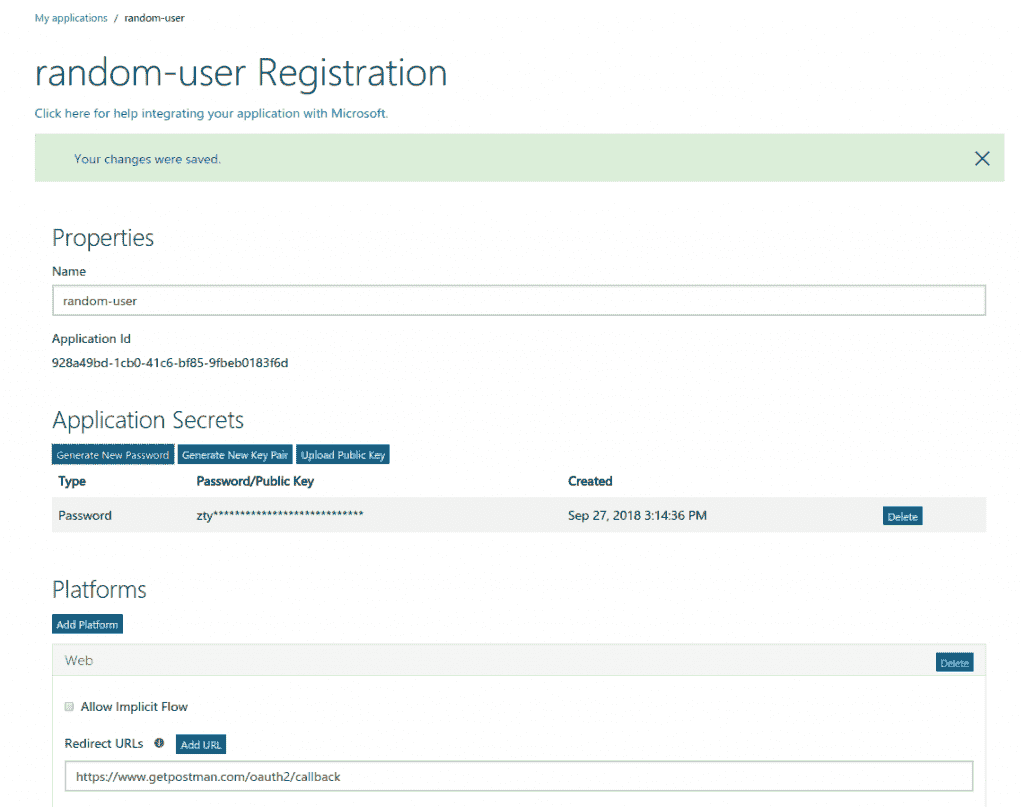 My applications / random-user
random-user Registration
Click here for help integrating your application with Microsoft.
Your changes were saved.
Properties
Name
random-user
Application Id
928a49bd-1cb0-41c6-bf85-9fbeb0183f6d
Application Secrets
Generate New Password Generate New Key Pair Upload Public Key
Type Password/Public Key Created
Password zty**************************** Sep 27, 2018 3:14:36 PM Delete
Platforms
Add Platform
Web Delete
Allow Implicit Flow
Redirect URLs Add URL
https://www.getpostman.com/oauth2/callback